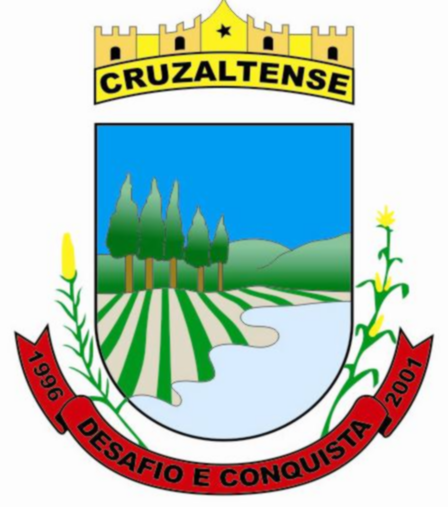 CRUZALTENSE
1996
DESAFIO E CONQUISTA
2001